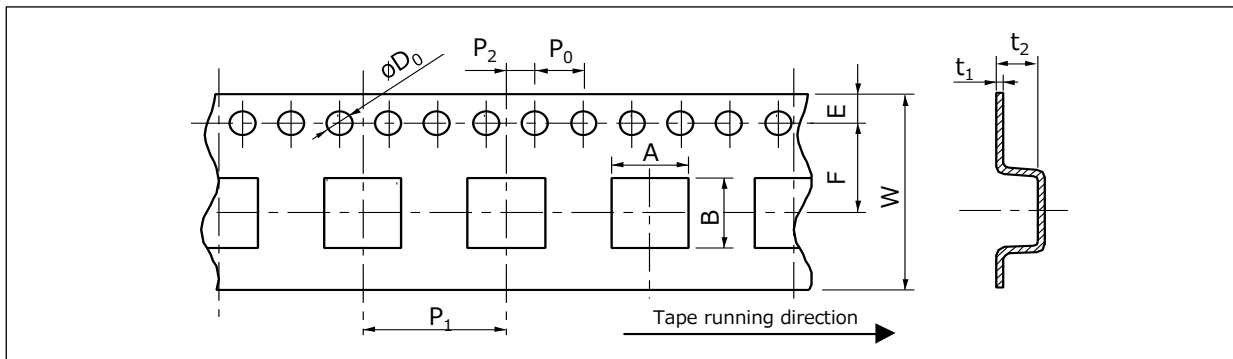 øD₀
P₂
P₀
t₂
t₁
E
A
F
W
B
P₁
Tape running direction